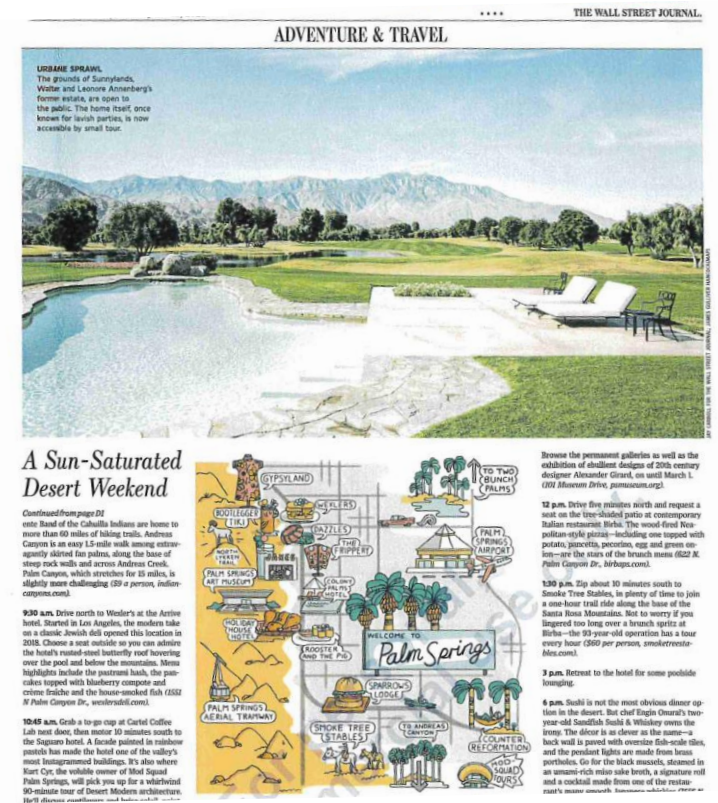 THE WALL STREET JOURNAL.
ADVENTURE & TRAVEL
URBANE SPRAWL
The grounds of Sunnylands,
Walter and Leonore Annenberg's
former estate, are open to
the public. The home itself, once
known for lavish parties, is now
accessible by small tour.
A Sun-Saturated
Desert Weekend
Continued from page D1
ente Band of the Cahuilla Indians are home to
more than 60 miles of hiking trails. Andreas
Canyon is an easy 1.5-mile walk among extrav-
agantly skirted fan palms, along the base of
steep rock walls and across Andreas Creek.
Palm Canyon, which stretches for 15 miles, is
slightly more challenging ($9 a person, indian-
canyons.com).
9:30 a.m. Drive north to Wexler's at the Arrive
hotel. Started in Los Angeles, the modern take
on a classic Jewish deli opened this location in
2018. Choose a seat outside so you can admire
the hotel's rusted-steel butterfly roof hovering
over the pool and below the mountains. Menu
highlights include the pastrami hash, the pan-
cakes topped with blueberry compote and
crème fraîche and the house-smoked fish (1551
N Palm Canyon Dr., wexlersdeli.com).
10:45 a.m. Grab a to-go cup at Cartel Coffee
Lab next door, then motor 10 minutes south to
the Saguaro hotel. A facade painted in rainbow
pastels has made the hotel one of the valley's
most Instagrammed buildings. It's also where
Kurt Cyr, the voluble owner of Mod Squad
Palm Springs, will pick you up for a whirlwind
90-minute tour of Desert Modern architecture.
GYPSYLAND
BOOTLEGGER
TIKI
WEXLERS
DAZZLES
THE
FRIPPERY
NORTH
LYKKEN
TRAIL
PALM SPRINGS
ART MUSEUM
COLONY
PALMS
HOTEL
HOLIDAY
HOUSE
HOTEL
ROOSTER
AND THE PIG
TO TWO
BUNCH
PALMS
PALM
SPRINGS
AIRPORT
WELCOME TO
Palm Springs
SPARROWS
LODGE
PALM SPRINGS
AERIAL TRAMWAY
SMOKE TREE
STABLES
TO ANDREAS
CANYON
COUNTER
REFORMATION
MOD
SQUAD
TOURS
Browse the permanent galleries as well as the
exhibition of ebullient designs of 20th century
designer Alexander Girard, on until March 1.
(101 Museum Drive, psmuseum.org).
12 p.m. Drive five minutes north and request a
seat on the tree-shaded patio at contemporary
Italian restaurant Birba. The wood-fired Nea-
politan-style pizzas—including one topped with
potato, pancetta, pecorino, egg and green on-
ion—are the stars of the brunch menu (622 N.
Palm Canyon Dr., birbaps.com).
1:30 p.m. Zip about 10 minutes south to
Smoke Tree Stables, in plenty of time to join
a one-hour trail ride along the base of the
Santa Rosa Mountains. Not to worry if you
lingered too long over a brunch spritz at
Birba—the 93-year-old operation has a tour
every hour ($60 per person, smoketreesta-
bles.com).
3 p.m. Retreat to the hotel for some poolside
lounging.
6 p.m. Sushi is not the most obvious dinner op-
tion in the desert. But chef Engin Onural's two-
year-old Sandfish Sushi & Whiskey owns the
irony. The décor is as clever as the name—a
back wall is paved with oversize fish-scale tiles,
and the pendant lights are made from brass
portholes. Go for the black mussels, steamed in
an umami-rich miso sake broth, a signature roll
and a cocktail made from one of the restau-